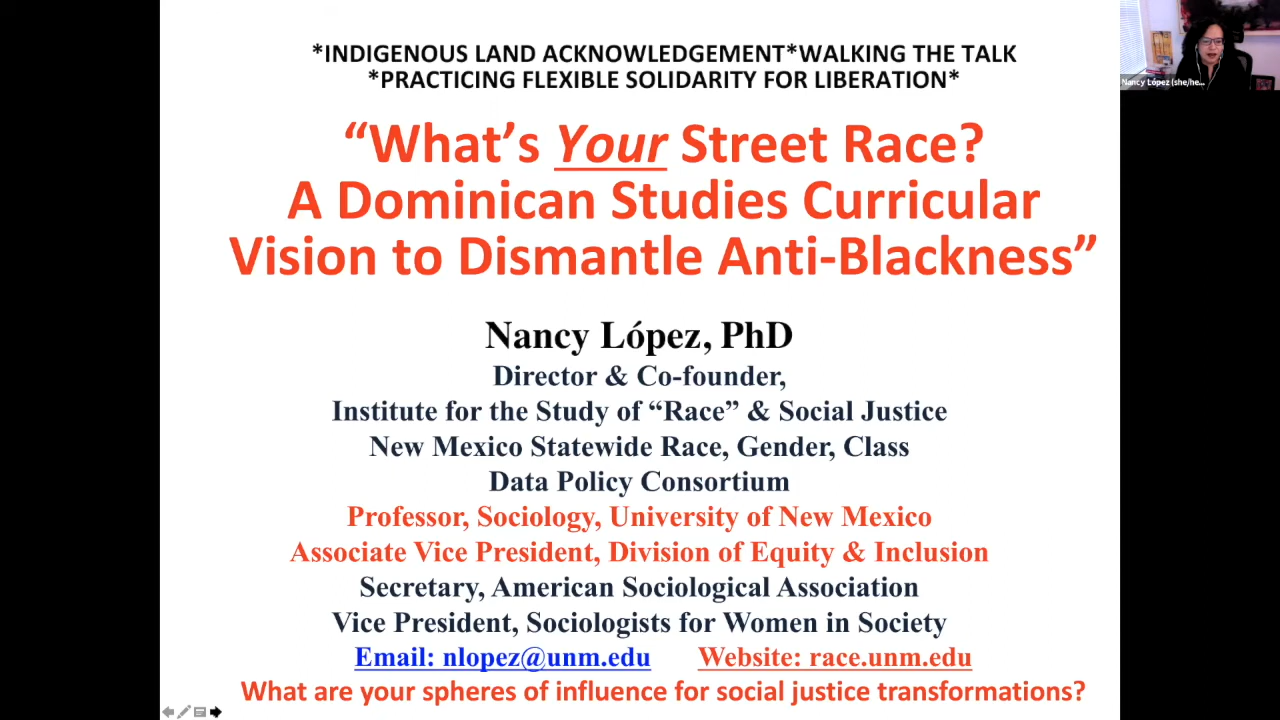 *INDIGENOUS LAND ACKNOWLEDGEMENT*WALKING THE TALK
*PRACTICING FLEXIBLE SOLIDARITY FOR LIBERATION*
“What’s Your Street Race?
A Dominican Studies Curricular
Vision to Dismantle Anti-Blackness”
Nancy López, PhD
Director & Co-founder,
Institute for the Study of “Race” & Social Justice
New Mexico Statewide Race, Gender, Class
Data Policy Consortium
Professor, Sociology, University of New Mexico
Associate Vice President, Division of Equity & Inclusion
Secretary, American Sociological Association
Vice President, Sociologists for Women in Society
Email: nlopez@unm.edu Website: race.unm.edu
What are your spheres of influence for social justice transformations?
Nancy López (she/he...